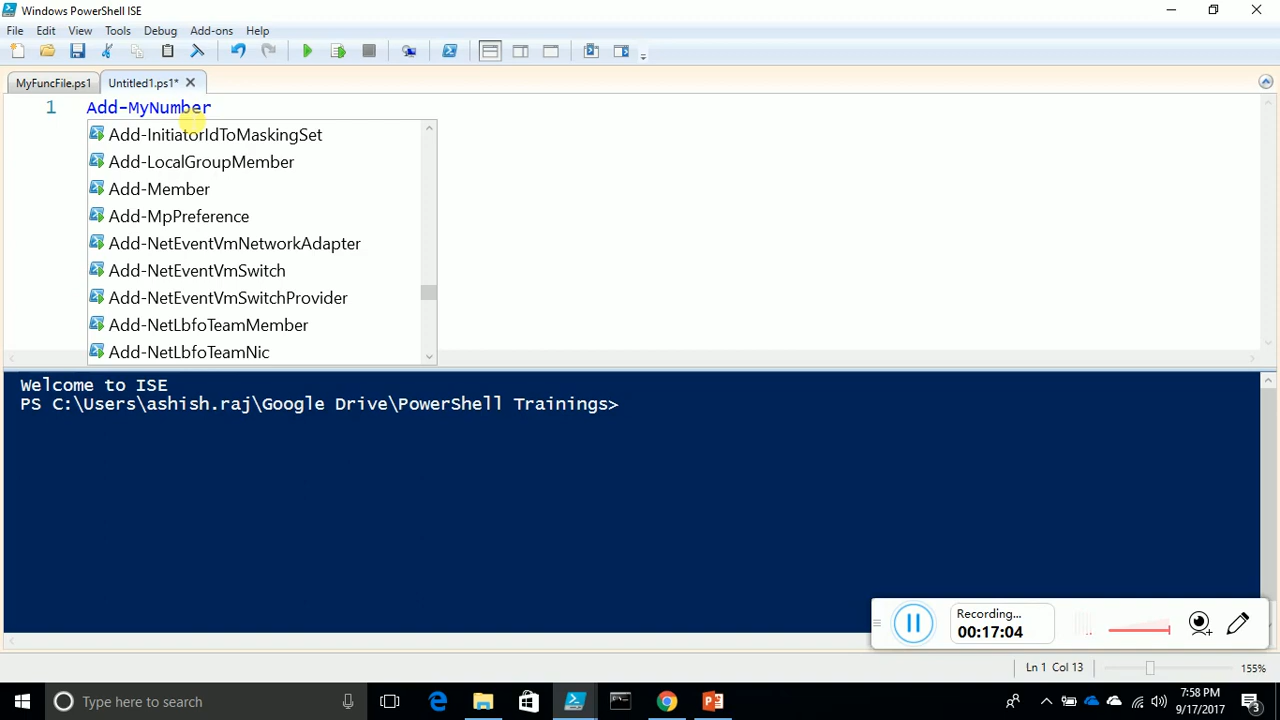 Windows PowerShell ISE
File Edit View Tools Debug Add-ons Help
MyFuncFile.ps1 Untitled1.ps1*
1 Add-MyNumber
Add-InitiatorIdToMaskingSet
Add-LocalGroupMember
Add-Member
Add-MpPreference
Add-NetEventVmNetworkAdapter
Add-NetEventVmSwitch
Add-NetEventVmSwitchProvider
Add-NetLbfoTeamMember
Add-NetLbfoTeamNic
Welcome to ISE
PS C:\Users\ashish.raj\Google Drive\PowerShell Trainings>
Recording...
00:17:04
Ln 1 Col 13 155%
Type here to search
7:58 PM
9/17/2017
3